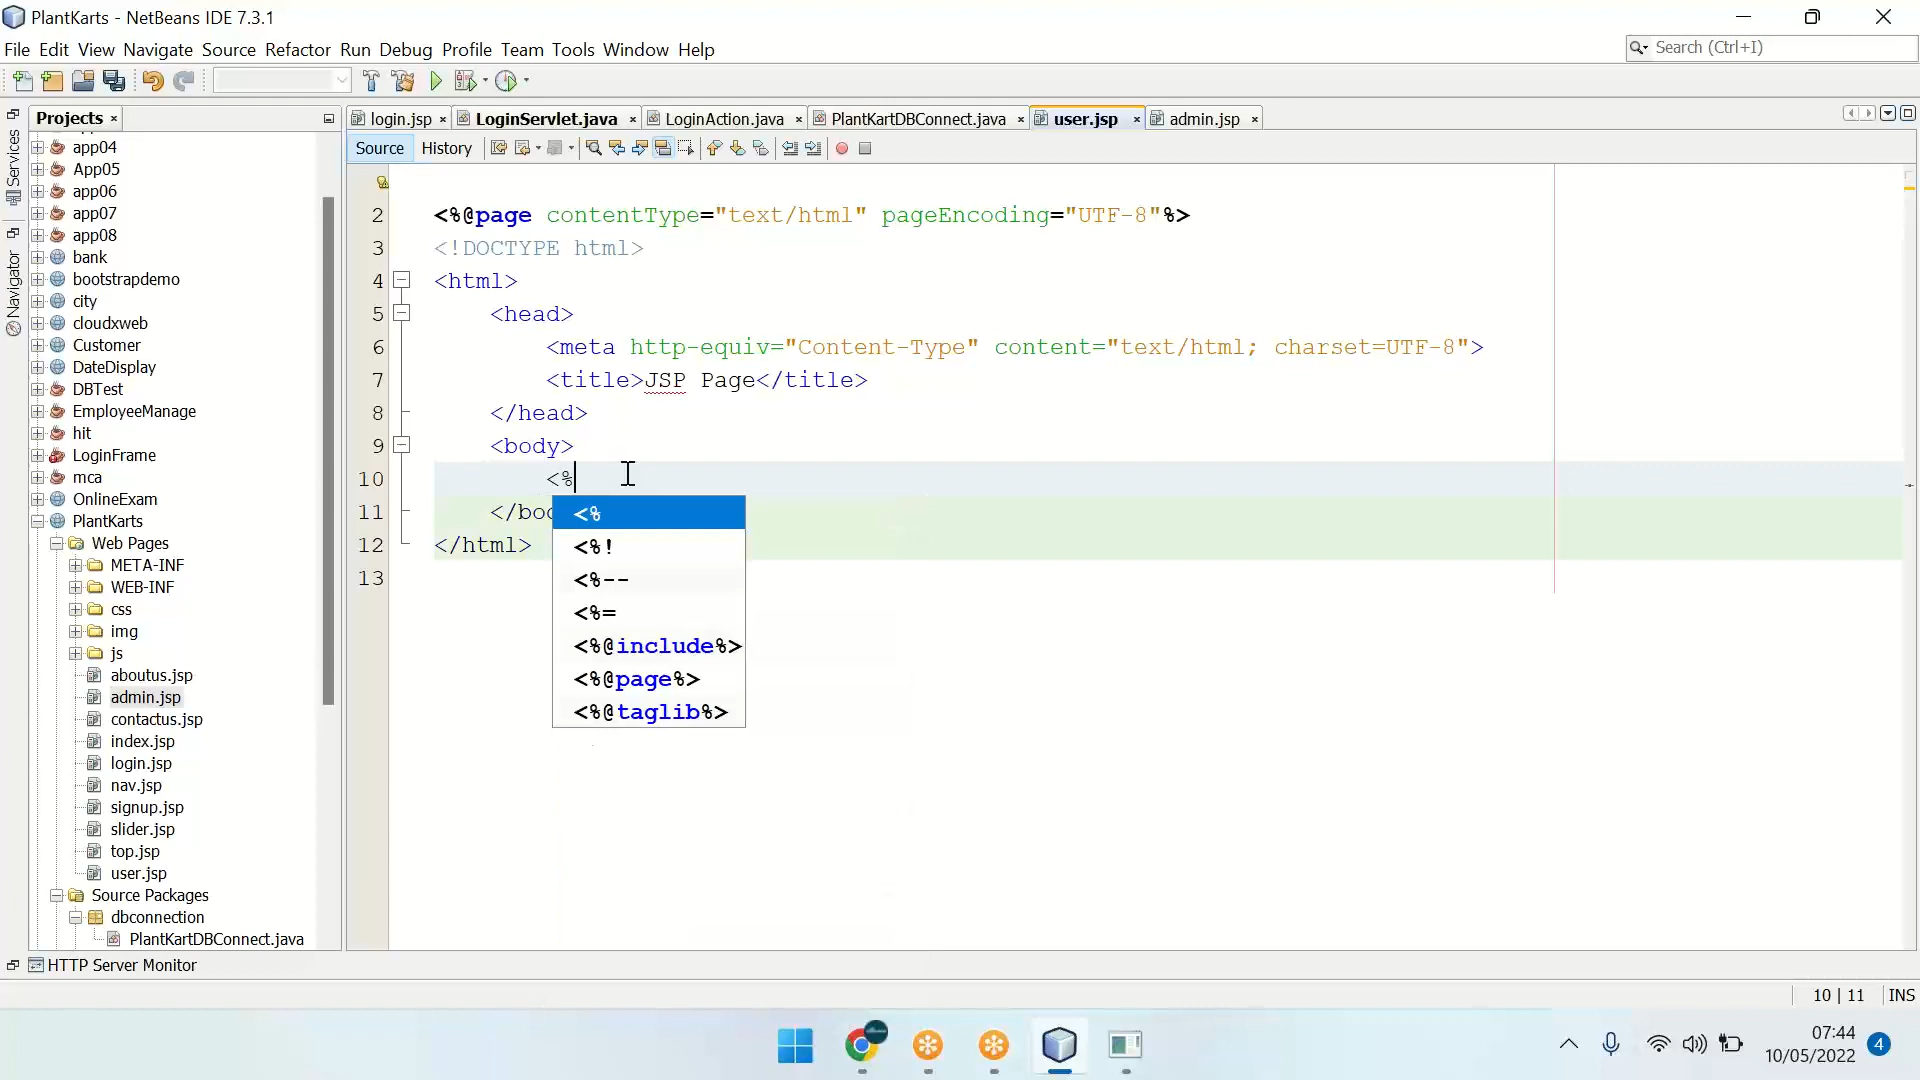 PlantKarts - NetBeans IDE 7.3.1
File Edit View Navigate Source Refactor Run Debug Profile Team Tools Window Help
Search (Ctrl+I)
Services
Navigator
Projects
app04
App05
app06
app07
app08
bank
bootstrapdemo
city
cloudxweb
Customer
DateDisplay
DBTest
EmployeeManage
hit
LoginFrame
mca
OnlineExam
PlantKarts
Web Pages
META-INF
WEB-INF
css
img
js
aboutus.jsp
admin.jsp
contactus.jsp
index.jsp
login.jsp
nav.jsp
signup.jsp
slider.jsp
top.jsp
user.jsp
Source Packages
dbconnection
PlantKartDBConnect.java
login.jsp LoginServlet.java LoginAction.java PlantKartDBConnect.java user.jsp admin.jsp
Source History
2 <%@page contentType="text/html" pageEncoding="UTF-8"%>
3 <!DOCTYPE html>
4 <html>
5 <head>
6 <meta http-equiv="Content-Type" content="text/html; charset=UTF-8">
7 <title>JSP Page</title>
8 </head>
9 <body>
10 <%
11 </bod
12 </html>
13
<%
<%!
<%--
<%=
<%@include%>
<%@page%>
<%@taglib%>
HTTP Server Monitor
10 | 11 INS
07:44
10/05/2022
4